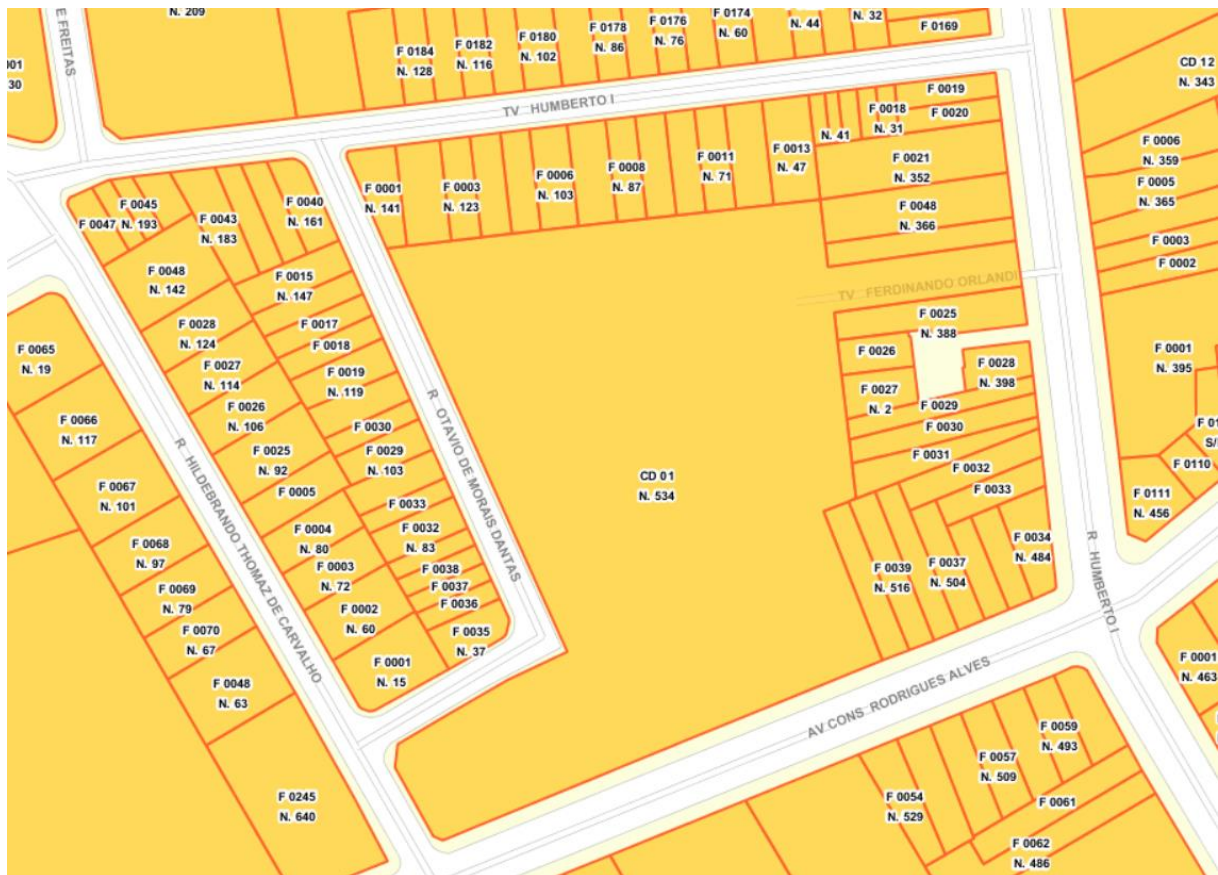 N. 209
E FREITAS
F 0184
N. 128
F 0182
N. 116
F 0180
N. 102
F 0178
N. 86
F 0176
N. 76
F 0174
N. 60
N. 44
N. 32
F 0169
001
30
CD 12
N. 343
TV HUMBERTO I
F 0019
F 0020
F 0018
N. 31
N. 41
F 0013
N. 47
F 0011
N. 71
F 0008
N. 87
F 0006
N. 103
F 0003
N. 123
F 0001
N. 141
F 0021
N. 352
F 0048
N. 366
F 0006
N. 359
F 0005
N. 365
F 0003
F 0002
F 0047
F 0045
N. 193
F 0043
N. 183
F 0040
N. 161
F 0048
N. 142
F 0015
N. 147
TV FERDINANDO ORLANDI
F 0025
N. 388
F 0028
N. 124
F 0017
F 0018
F 0027
N. 114
F 0019
N. 119
F 0026
N. 106
F 0065
N. 19
F 0026
F 0027
N. 2
F 0028
N. 398
F 0029
F 0030
F 0031
F 0032
F 0033
F 0001
N. 395
F 0066
N. 117
F 0025
N. 92
F 0030
F 0029
N. 103
R OTAVIO DE MORAIS DANTAS
F 01
S/
F 0110
F 0111
N. 456
F 0067
N. 101
R HILDEBRANDO THOMAZ DE CARVALHO
F 0005
F 0033
CD 01
N. 534
F 0004
N. 80
F 0032
N. 83
F 0034
N. 484
R HUMBERTO I
F 0068
N. 97
F 0003
N. 72
F 0038
F 0037
F 0036
F 0039
N. 516
F 0037
N. 504
F 0069
N. 79
F 0002
N. 60
F 0035
N. 37
F 0070
N. 67
F 0001
N. 15
F 0001
N. 463
F 0048
N. 63
AV CONS RODRIGUES ALVES
F 0059
N. 493
F 0057
N. 509
F 0245
N. 640
F 0054
N. 529
F 0061
F 0062
N. 486